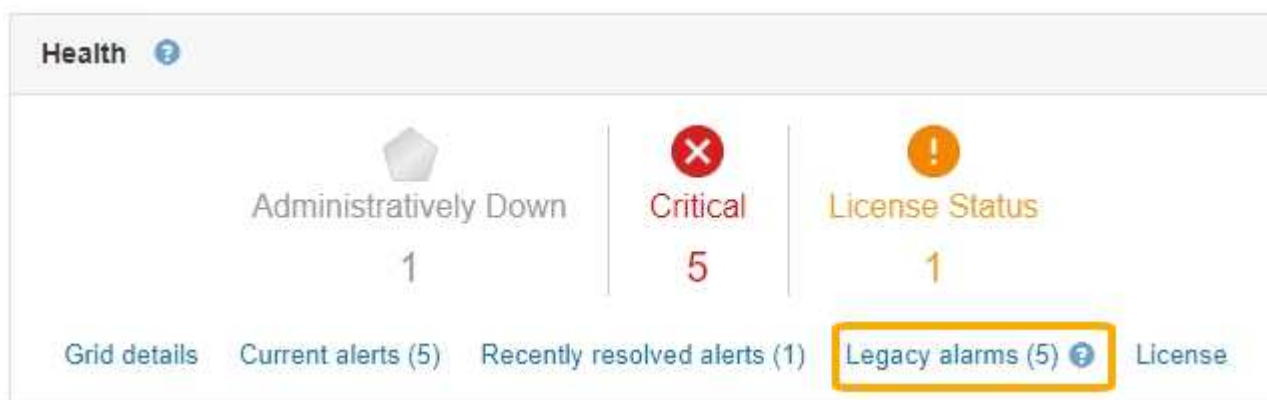 Health
Administratively Down Critical License Status
1 5 1
Grid details Current alerts (5) Recently resolved alerts (1) Legacy alarms (5) License